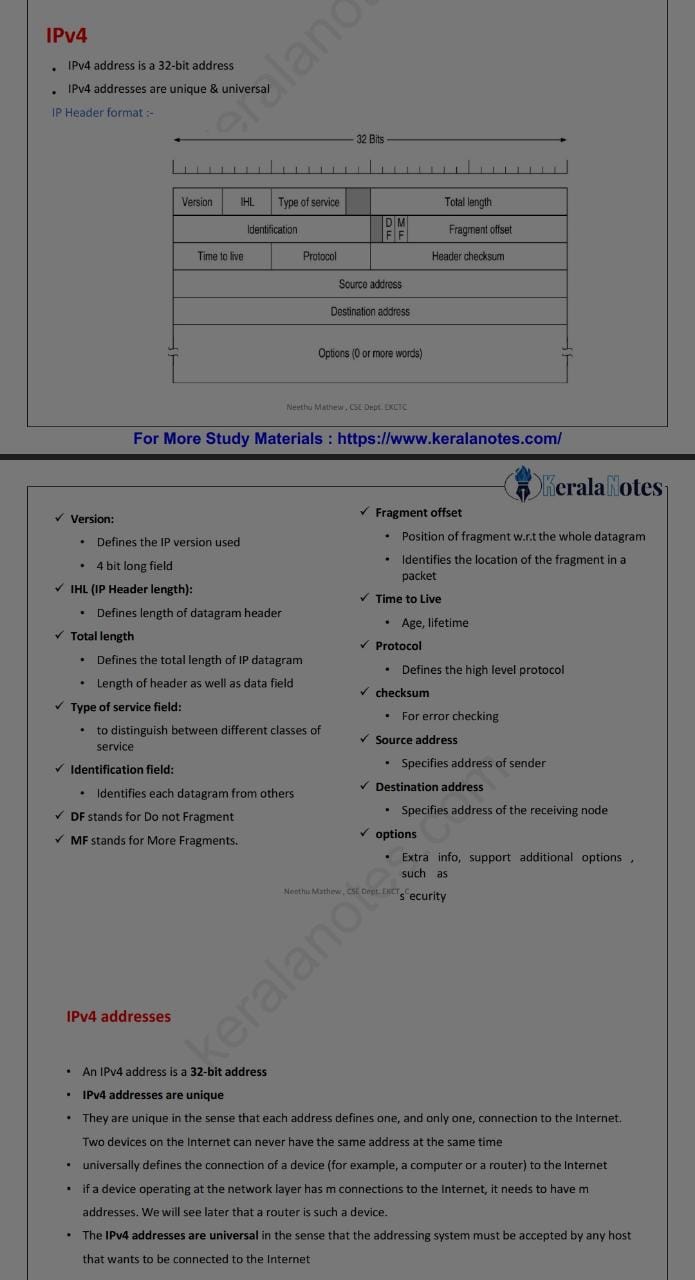 IPv4
• IPv4 address is a 32-bit address
• IPv4 addresses are unique & universal
IP Header format :-
32 Bits
Version IHL Type of service Total length
Identification DF MF Fragment offset
Time to live Protocol Header checksum
Source address
Destination address
Options (0 or more words)
Neethu Mathew , CSE Dept. EKCTC
For More Study Materials : https://www.keralanotes.com/
KeralaNotes
✓ Version:
• Defines the IP version used
• 4 bit long field
✓ IHL (IP Header length):
• Defines length of datagram header
✓ Total length
• Defines the total length of IP datagram
• Length of header as well as data field
✓ Type of service field:
• to distinguish between different classes of
service
✓ Identification field:
• Identifies each datagram from others
✓ DF stands for Do not Fragment
✓ MF stands for More Fragments.
✓ Fragment offset
• Position of fragment w.r.t the whole datagram
• Identifies the location of the fragment in a
packet
✓ Time to Live
• Age, lifetime
✓ Protocol
• Defines the high level protocol
✓ checksum
• For error checking
✓ Source address
• Specifies address of sender
✓ Destination address
• Specifies address of the receiving node
✓ options
• Extra info, support additional options ,
such as
s ecurity
Neethu Mathew , CSE Dept. EKCT C
keralanotes.com
IPv4 addresses
• An IPv4 address is a 32-bit address
• IPv4 addresses are unique
• They are unique in the sense that each address defines one, and only one, connection to the Internet.
Two devices on the Internet can never have the same address at the same time
• universally defines the connection of a device (for example, a computer or a router) to the Internet
• if a device operating at the network layer has m connections to the Internet, it needs to have m
addresses. We will see later that a router is such a device.
• The IPv4 addresses are universal in the sense that the addressing system must be accepted by any host
that wants to be connected to the Internet